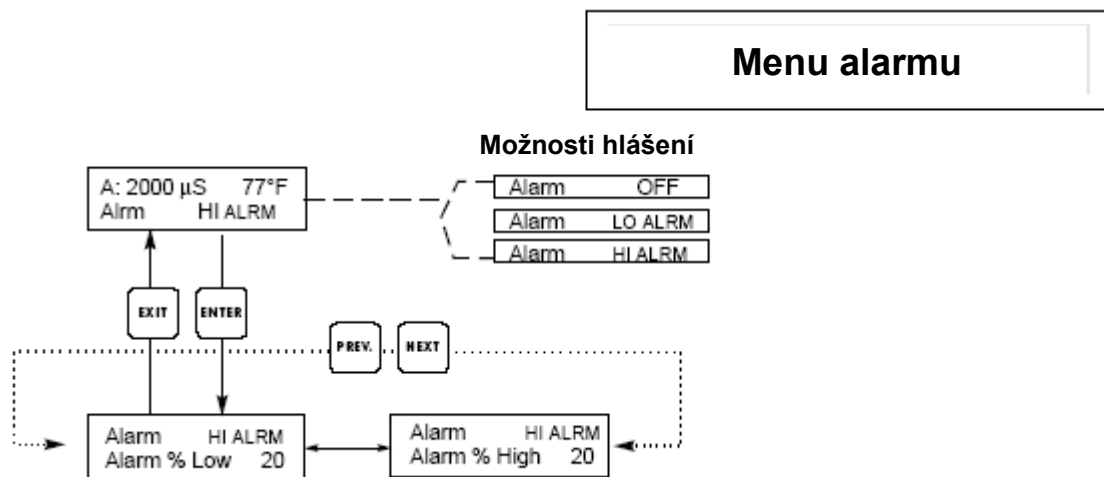 Menu alarmu
Možnosti hlášení
A: 2000 µS 77°F
Alrm HI ALRM
Alarm OFF
Alarm LO ALRM
Alarm HI ALRM
EXIT
ENTER
PREV.
NEXT
Alarm HI ALRM
Alarm % Low 20
Alarm HI ALRM
Alarm % High 20